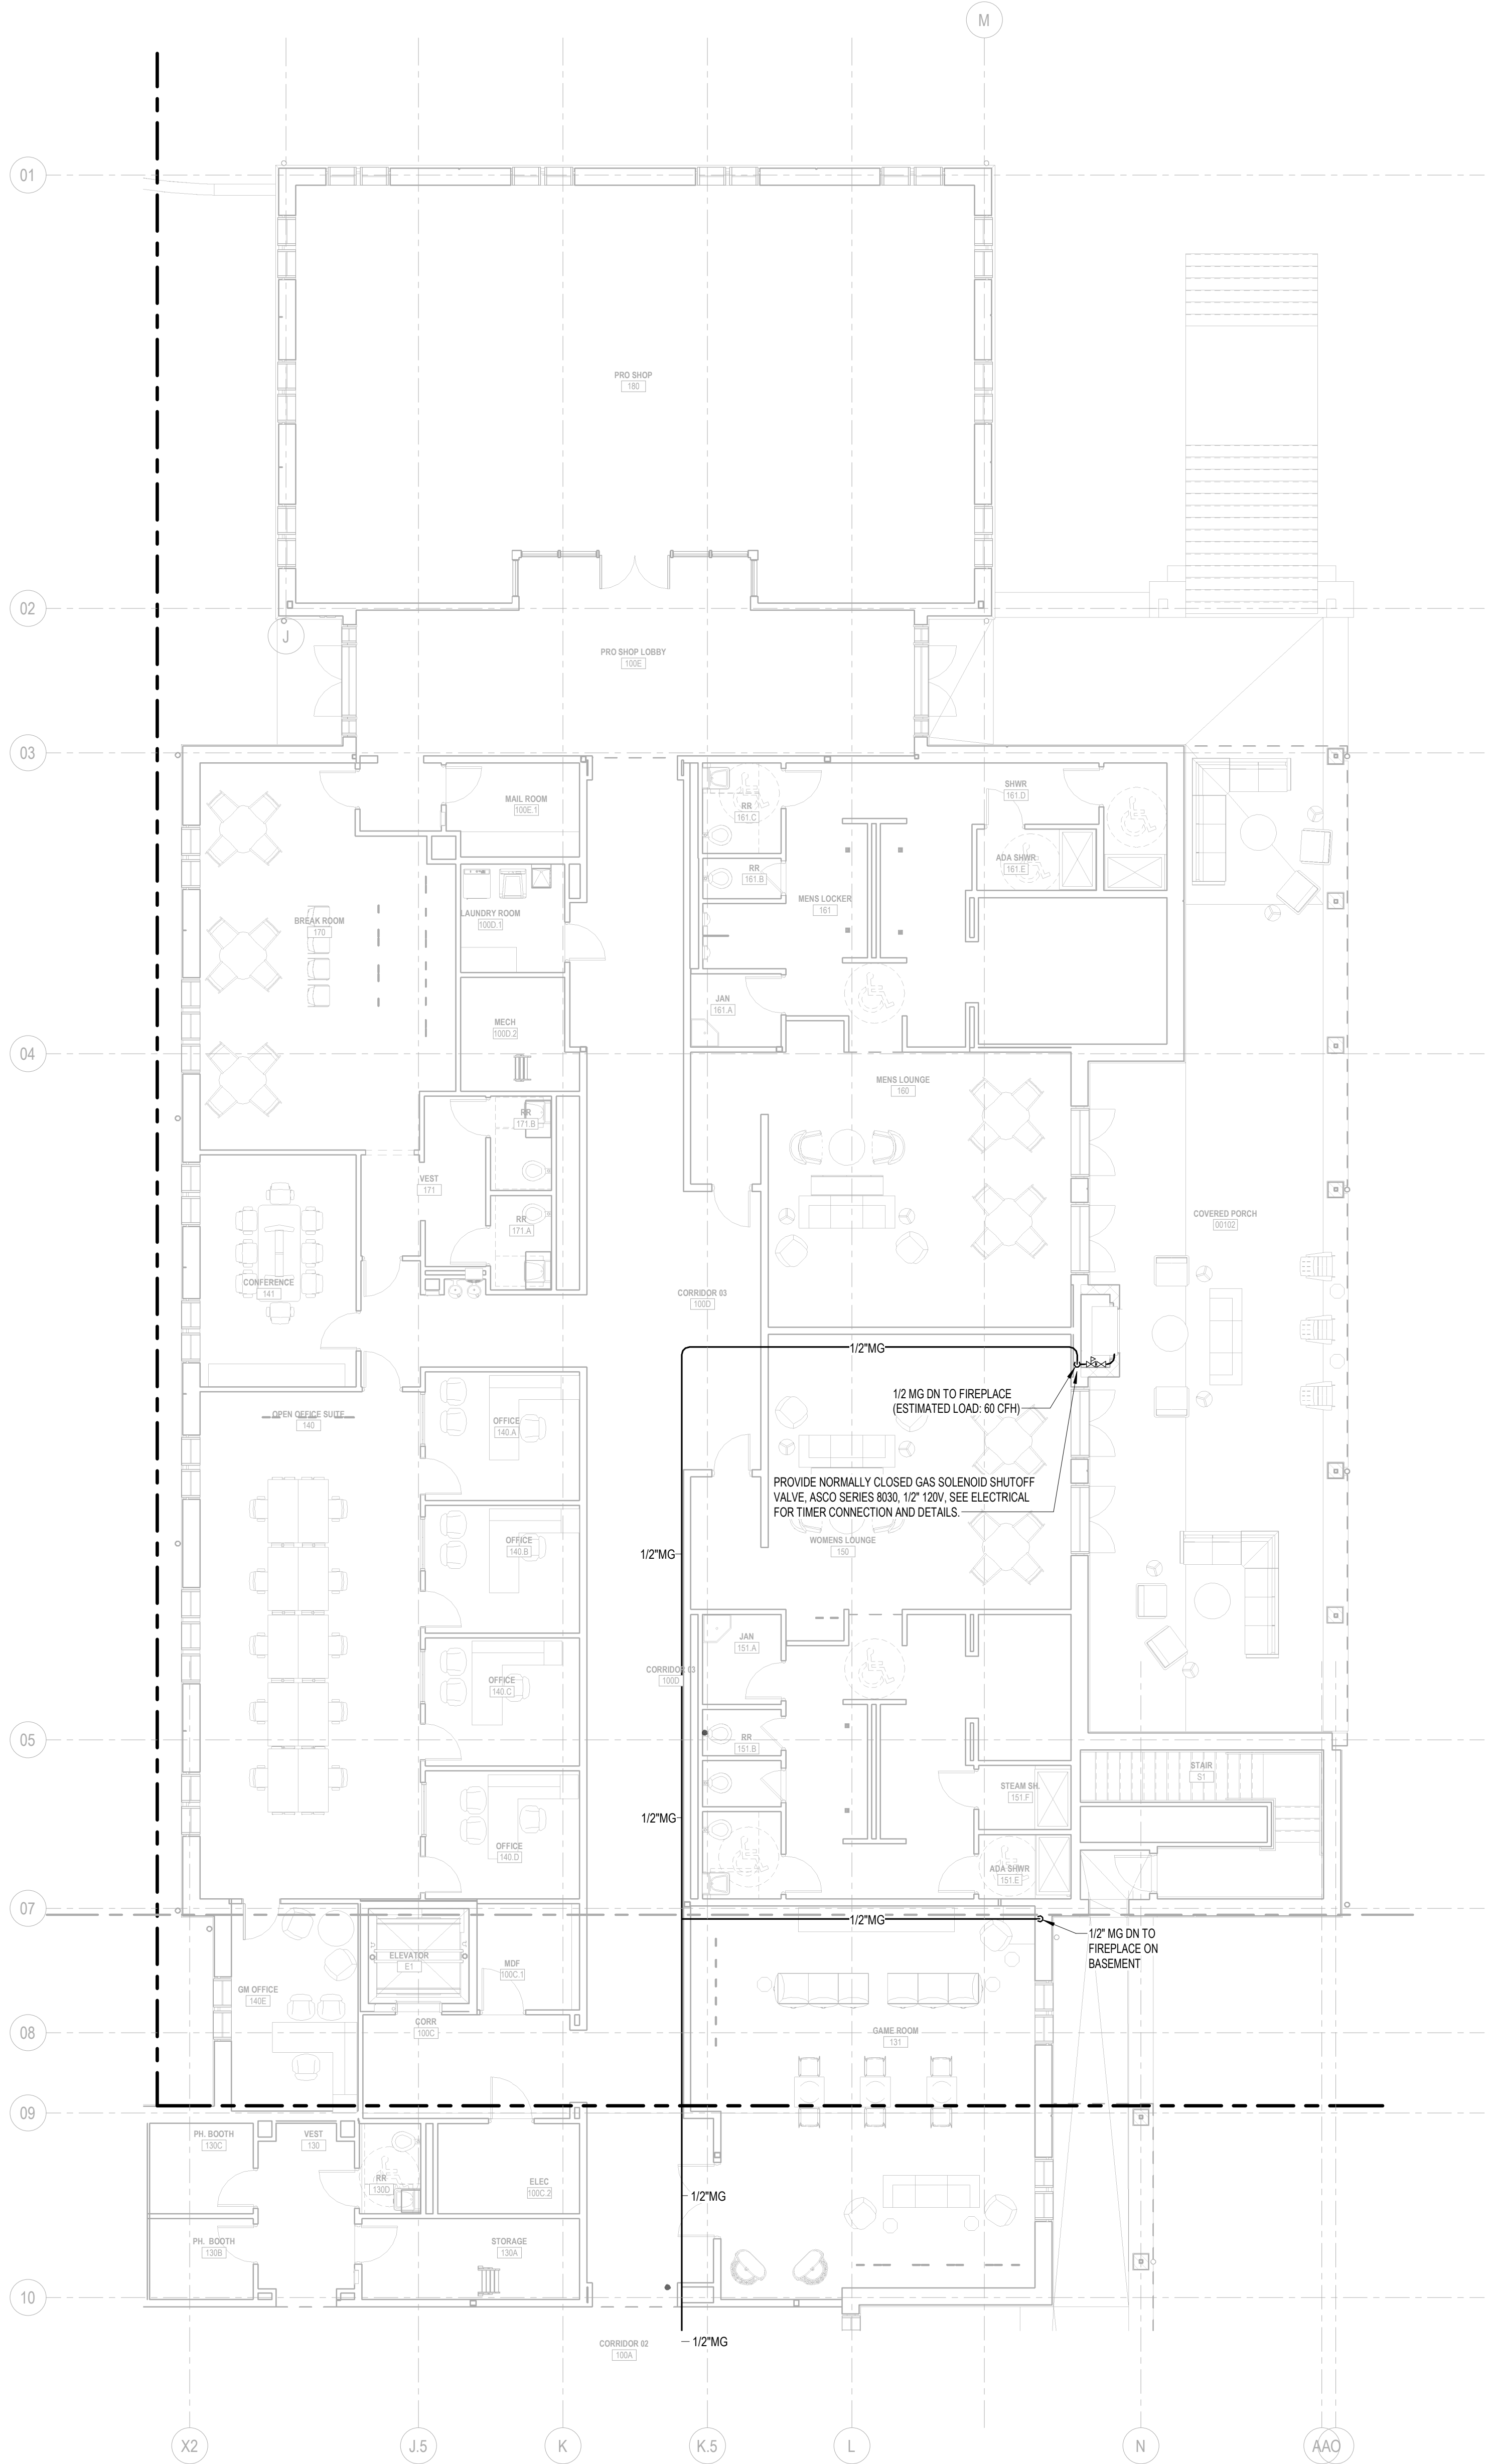 M
01
PRO SHOP
180
02
J
PRO SHOP LOBBY
100E
03
MAIL ROOM
100E.1
RR
161.C
SHWR
161.D
RR
161.B
ADA SHWR
161.E
LAUNDRY ROOM
100D.1
BREAK ROOM
170
MENS LOCKER
161
JAN
161.A
MECH
100D.2
04
MENS LOUNGE
160
RR
171.B
VEST
171
RR
171.A
COVERED PORCH
00102
CONFERENCE
141
CORRIDOR 03
100D
1/2"MG
1/2 MG DN TO FIREPLACE
(ESTIMATED LOAD: 60 CFH)
OPEN OFFICE SUITE
140
OFFICE
140.A
PROVIDE NORMALLY CLOSED GAS SOLENOID SHUTOFF
VALVE, ASCO SERIES 8030, 1/2" 120V, SEE ELECTRICAL
FOR TIMER CONNECTION AND DETAILS.
OFFICE
140.B
WOMENS LOUNGE
150
1/2"MG
JAN
151.A
CORRIDOR 03
100D
OFFICE
140.C
05
RR
151.B
STAIR
S1
STEAM SH.
151.F
1/2"MG
OFFICE
140.D
ADA SHWR
151.E
07
1/2"MG
1/2" MG DN TO
FIREPLACE ON
BASEMENT
ELEVATOR
E1
MDF
100C.1
GM OFFICE
140E
CORR
100C
08
GAME ROOM
131
09
PH. BOOTH
130C
VEST
130
RR
130D
ELEC
100C.2
1/2"MG
PH. BOOTH
130B
STORAGE
130A
10
1/2"MG
CORRIDOR 02
100A
X2
J.5
K
K.5
L
N